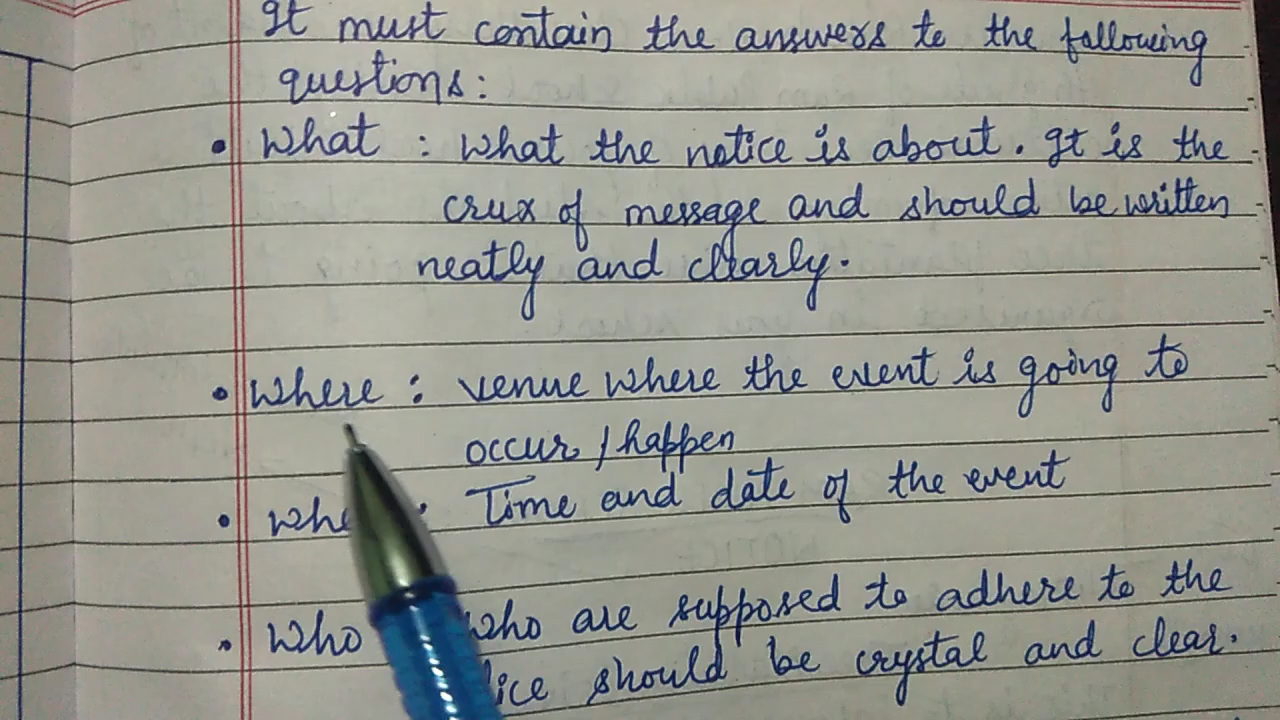 It must contain the answers to the following
questions:
• What : What the notice is about. It is the
crux of message and should be written
neatly and clearly.
• Where : Venue where the event is going to
occur / happen
• : Time and date of the event
• Who who are supposed to adhere to the
should be crystal and clear.